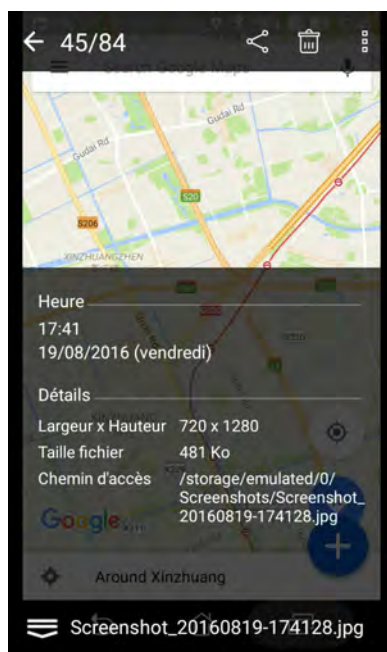 45/84
Search Google Maps
Gudai Rd
Gudai Rd
S20
S206
XINZHUANGZHEN
Heure
17:41
19/08/2016 (vendredi)
Détails
Largeur x Hauteur 720 x 1280
Taille fichier 481 Ko
Chemin d'accès /storage/emulated/0/
Screenshots/Screenshot_
20160819-174128.jpg
Google
Around Xinzhuang
Screenshot_20160819-174128.jpg